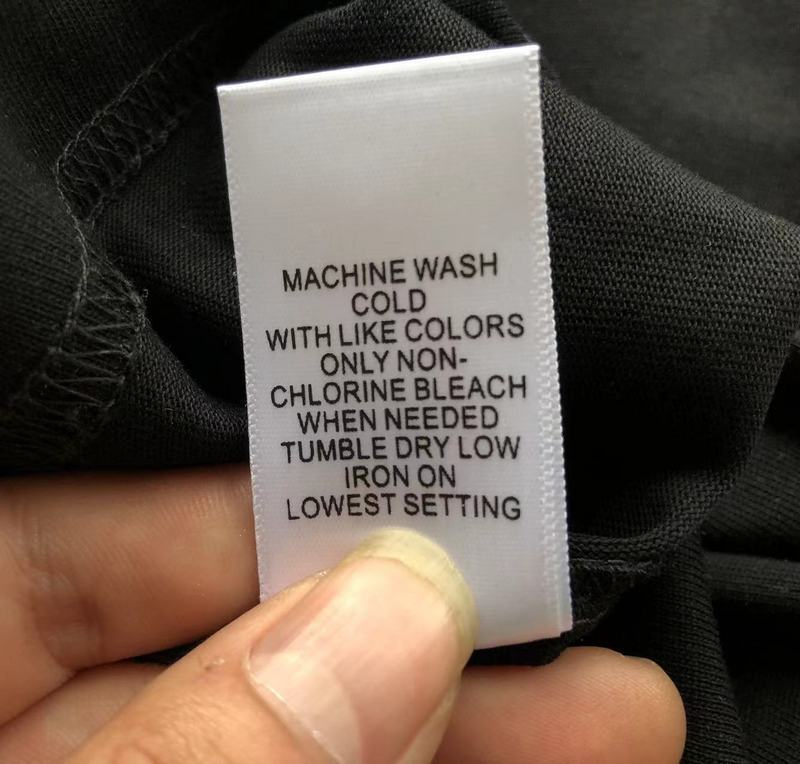 MACHINE WASH
COLD
WITH LIKE COLORS
ONLY NON-
CHLORINE BLEACH
WHEN NEEDED
TUMBLE DRY LOW
IRON ON
LOWEST SETTING